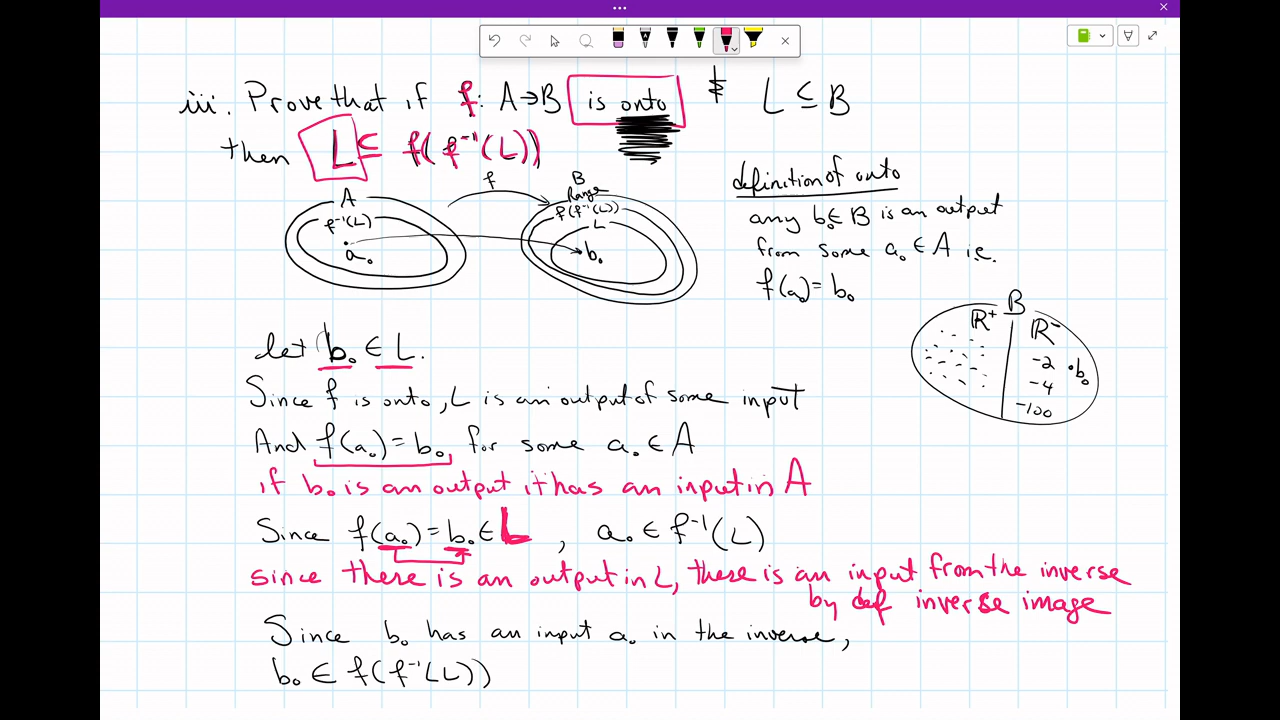 iii. Prove that if f: A→B is onto & L ⊆ B
then L ⊆ f(f⁻¹(L))
f
A
f⁻¹(L)
a₀
B
Range
f(f⁻¹(L))
L
b₀
definition of onto
any b₀∈ B is an output
from some a₀ ∈ A i.e.
f(a₀) = b₀
B
ℝ⁺ ℝ⁻
-2 b₀
-4
-100
let b₀ ∈ L.
Since f is onto, L is an output of some input
And f(a₀) = b₀ for some a₀ ∈ A
if b₀ is an output it has an input in A
Since f(a₀) = b₀ ∈ L , a₀ ∈ f⁻¹(L)
since there is an output in L, there is an input from the inverse
by def inverse image
Since b₀ has an input a₀ in the inverse,
b₀ ∈ f(f⁻¹(L))